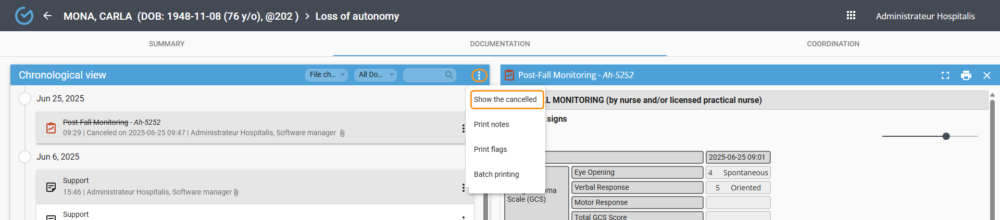 MONA, CARLA (DOB: 1948-11-08 (76 y/o), @202 ) > Loss of autonomy
Administrateur Hospitalis
SUMMARY
DOCUMENTATION
COORDINATION
Chronological view
File ch...
All Do...
Jun 25, 2025
Post-Fall Monitoring - Ah-5252
09:29 | Canceled on 2025-06-25 09:47 | Administrateur Hospitalis, Software manager
Jun 6, 2025
Support
15:46 | Administrateur Hospitalis, Software manager
Support
Show the cancelled
Print notes
Print flags
Batch printing
Post-Fall Monitoring - Ah-5252
L MONITORING (by nurse and/or licensed practical nurse)
signs
2025-06-25 09:01
Eye Opening
4 Spontaneous
Verbal Response
5 Oriented
oma
Scale (GCS)
Motor Response
Total GCS Score